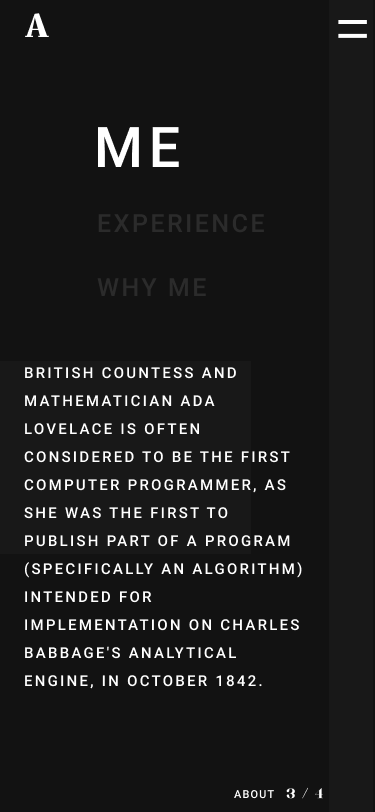 A
ME
EXPERIENCE
WHY ME
BRITISH COUNTESS AND
MATHEMATICIAN ADA
LOVELACE IS OFTEN
CONSIDERED TO BE THE FIRST
COMPUTER PROGRAMMER, AS
SHE WAS THE FIRST TO
PUBLISH PART OF A PROGRAM
(SPECIFICALLY AN ALGORITHM)
INTENDED FOR
IMPLEMENTATION ON CHARLES
BABBAGE'S ANALYTICAL
ENGINE, IN OCTOBER 1842.
ABOUT 3 / 4